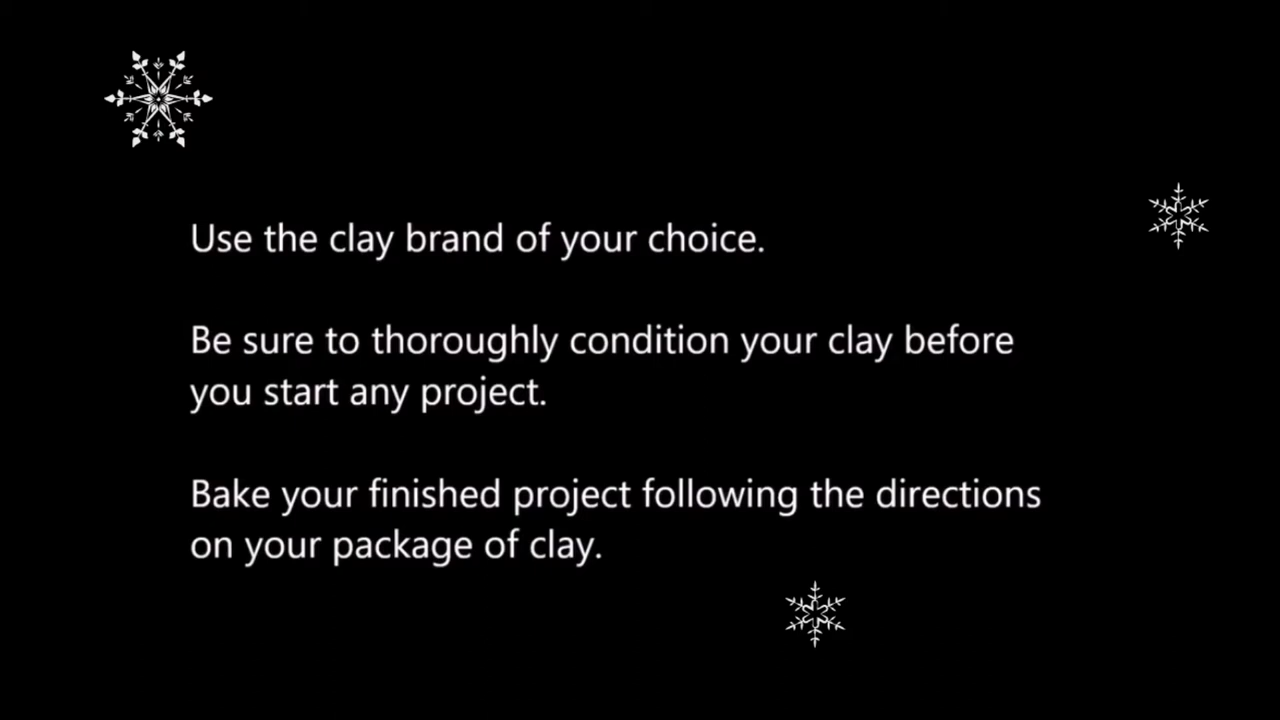 Use the clay brand of your choice.
Be sure to thoroughly condition your clay before
you start any project.
Bake your finished project following the directions
on your package of clay.